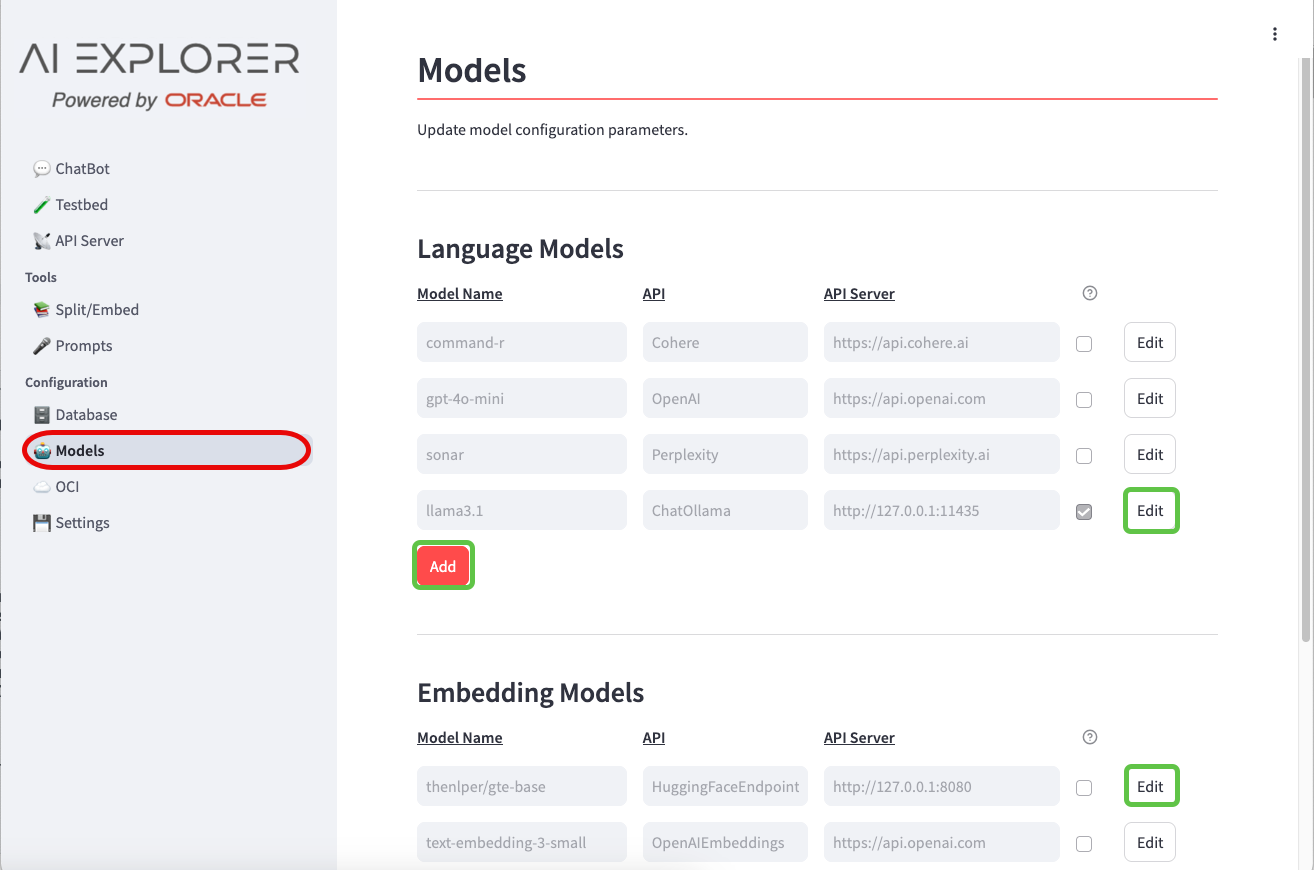 AI EXPLORER
Powered by ORACLE
ChatBot
Testbed
API Server
Tools
Split/Embed
Prompts
Configuration
Database
Models
OCI
Settings
Models
Update model configuration parameters.
Language Models
Model Name API API Server ?
command-r Cohere https://api.cohere.ai Edit
gpt-4o-mini OpenAI https://api.openai.com Edit
sonar Perplexity https://api.perplexity.ai Edit
llama3.1 ChatOllama http://127.0.0.1:11435 Edit
Add
Embedding Models
Model Name API API Server ?
thenlper/gte-base HuggingFaceEndpoint http://127.0.0.1:8080 Edit
text-embedding-3-small OpenAIEmbeddings https://api.openai.com Edit